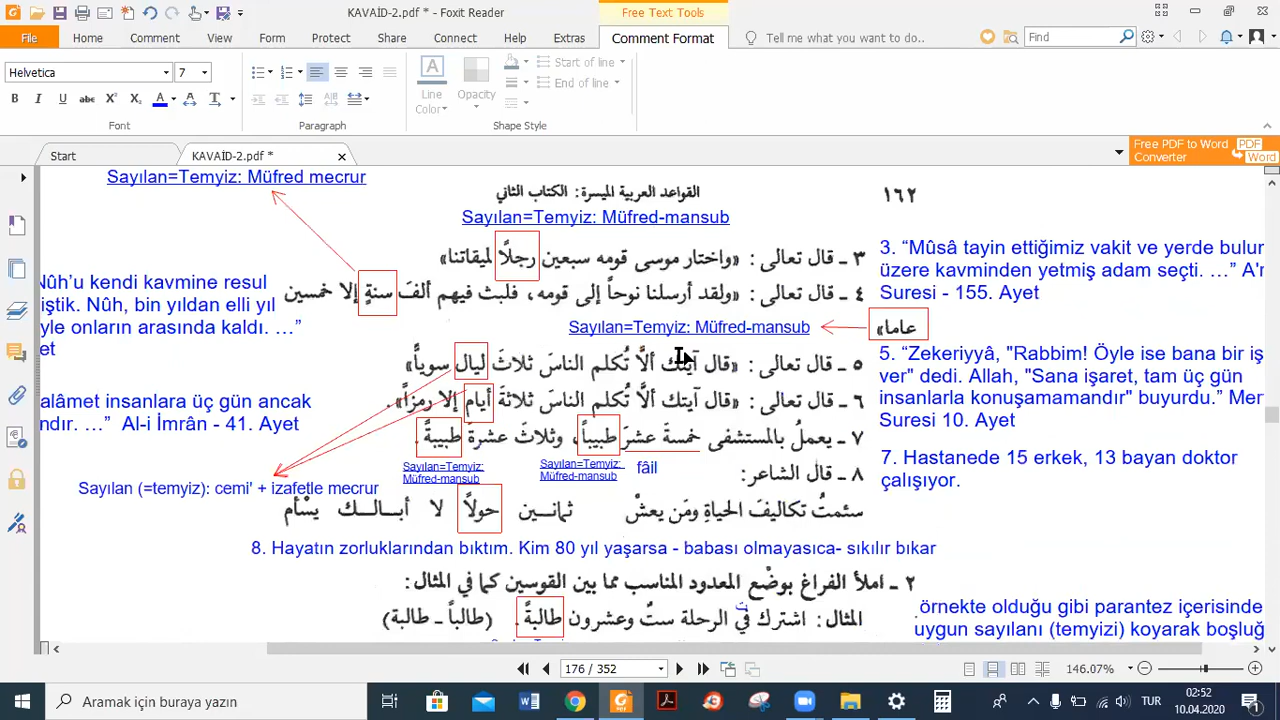 KAVAİD-2.pdf * - Foxit Reader
Free Text Tools
File
Home
Comment
View
Form
Protect
Share
Connect
Help
Extras
Comment Format
Tell me what you want to do..
Find
Helvetica
7
Line Color
Opacity
Start of line
End of line
Font
Paragraph
Shape Style
Start
KAVAİD-2.pdf *
Free PDF to Word Converter
PDF
Word
Sayılan=Temyiz: Müfred mecrur
القواعد العربية الميسرة: الكتاب الثاني
١٦٢
Sayılan=Temyiz: Müfred-mansub
٣ ـ قال تعالى : «واختار موسى قومه سبعين رجلًا لميقاتنا»
٤ ـ قال تعالى : «ولقد أرسلنا نوحاً إلى قومه، فلبث فيهم ألفَ سنةٍ إلا خمسين
عاما»
Sayılan=Temyiz: Müfred-mansub
٥ ـ قال تعالى : «قال آيتك ألَّا تُكلم الناسَ ثلاثَ ليال سوياً»
٦ ـ قال تعالى : «قال آيتك ألَّا تُكلم الناسَ ثلاثةَ أيام إلا رمزاً».
٧ ـ يعملُ بالمستشفى خمسةَ عشرَ طبيباً، وثلاثَ عشرةَ طبيبةً.
Sayılan=Temyiz: Müfred-mansub
Sayılan=Temyiz: Müfred-mansub
fâil
٨ ـ قال الشاعر:
Sayılan (=temyiz): cemi' + izafetle mecrur
سئمتُ تكاليفَ الحياةِ ومَن يعشْ ثمانـين حولاً لا أبـالـك يسْأم
8. Hayatın zorluklarından bıktım. Kim 80 yıl yaşarsa - babası olmayasıca- sıkılır bıkar
٢ ـ املأ الفراغ بوضْع المعدود المناسب مما بين القوسين كما في المثال:
المثال : اشترك في الرحلة ستٌ وعشرون طالبةً. (طالباً ـ طالبة)
Nûh'u kendi kavmine resul
iştik. Nûh, bin yıldan elli yıl
yle onların arasında kaldı. …”
et
alâmet insanlara üç gün ancak
ndır. …” Al-i İmrân - 41. Ayet
3. “Mûsâ tayin ettiğimiz vakit ve yerde bulur
üzere kavminden yetmiş adam seçti. …” A'r
Suresi - 155. Ayet
5. “Zekeriyyâ, "Rabbim! Öyle ise bana bir iş
ver" dedi. Allah, "Sana işaret, tam üç gün
insanlarla konuşamamandır" buyurdu.” Mer
Suresi 10. Ayet
7. Hastanede 15 erkek, 13 bayan doktor
çalışıyor.
örnekte olduğu gibi parantez içerisinde
uygun sayılanı (temyizi) koyarak boşluğ
176 / 352
146.07%
Aramak için buraya yazın
TUR
02:52
10.04.2020